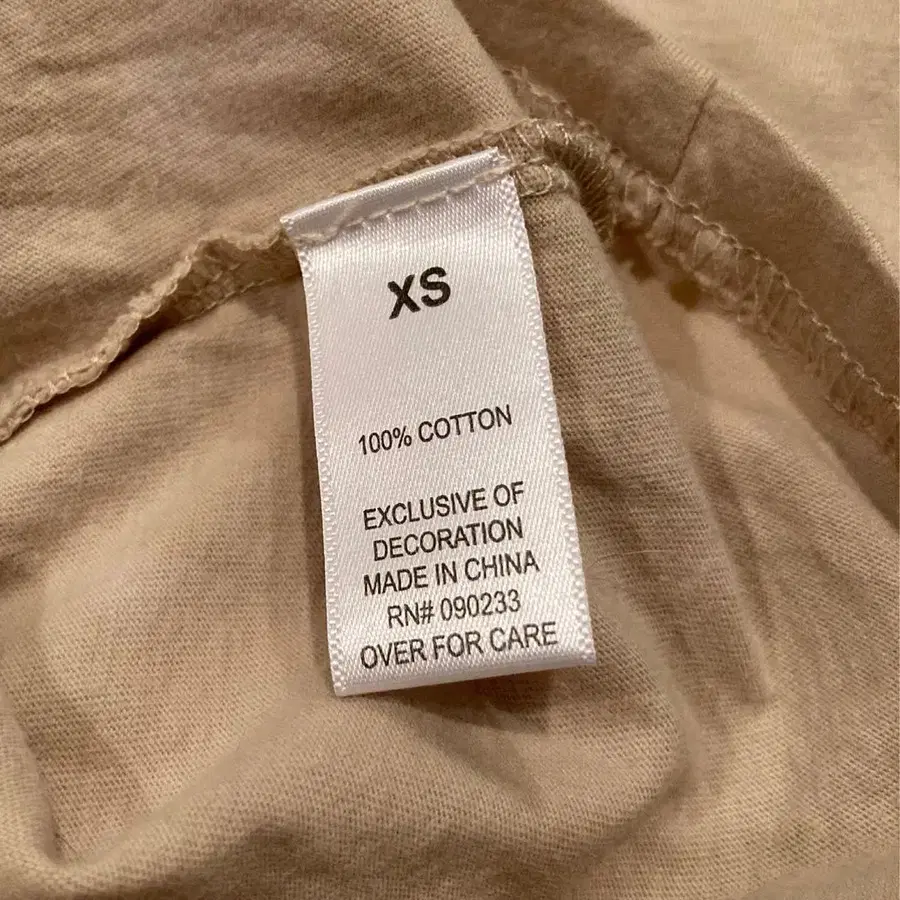 XS
100% COTTON
EXCLUSIVE OF
DECORATION
MADE IN CHINA
RN# 090233
OVER FOR CARE